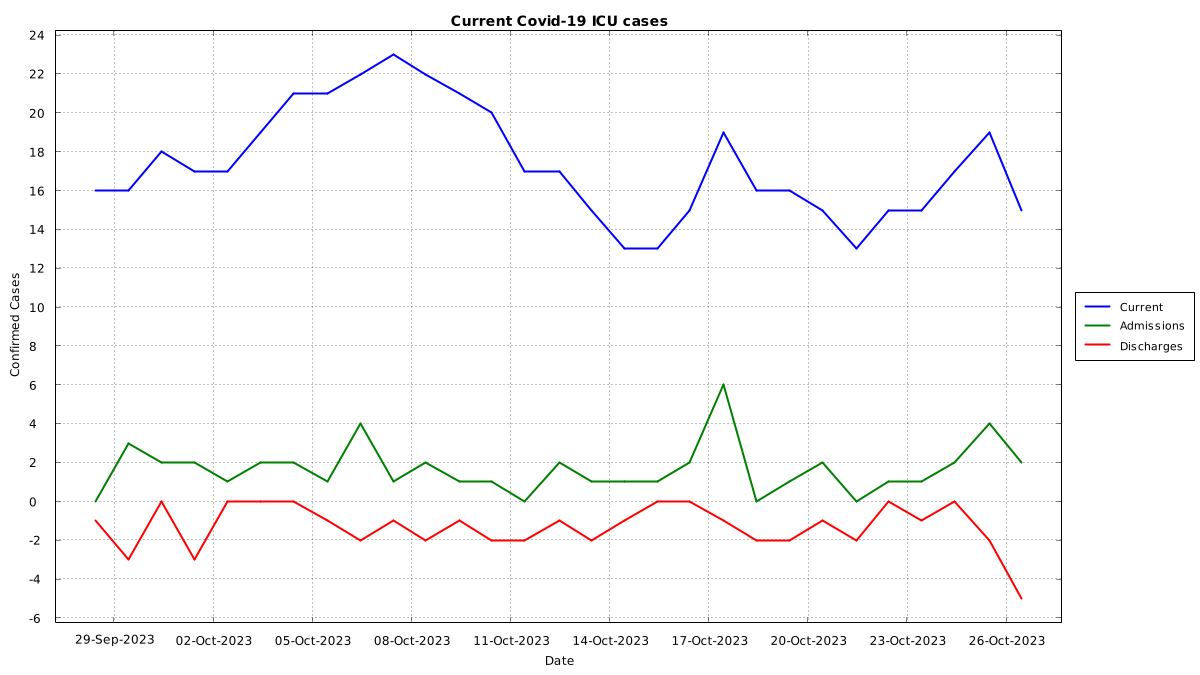 Current Covid-19 ICU cases
24
22
20
18
16
14
12
10
8
6
4
2
0
-2
-4
-6
Confirmed Cases
29-Sep-2023 02-Oct-2023 05-Oct-2023 08-Oct-2023 11-Oct-2023 14-Oct-2023 17-Oct-2023 20-Oct-2023 23-Oct-2023 26-Oct-2023
Date
Current
Admissions
Discharges